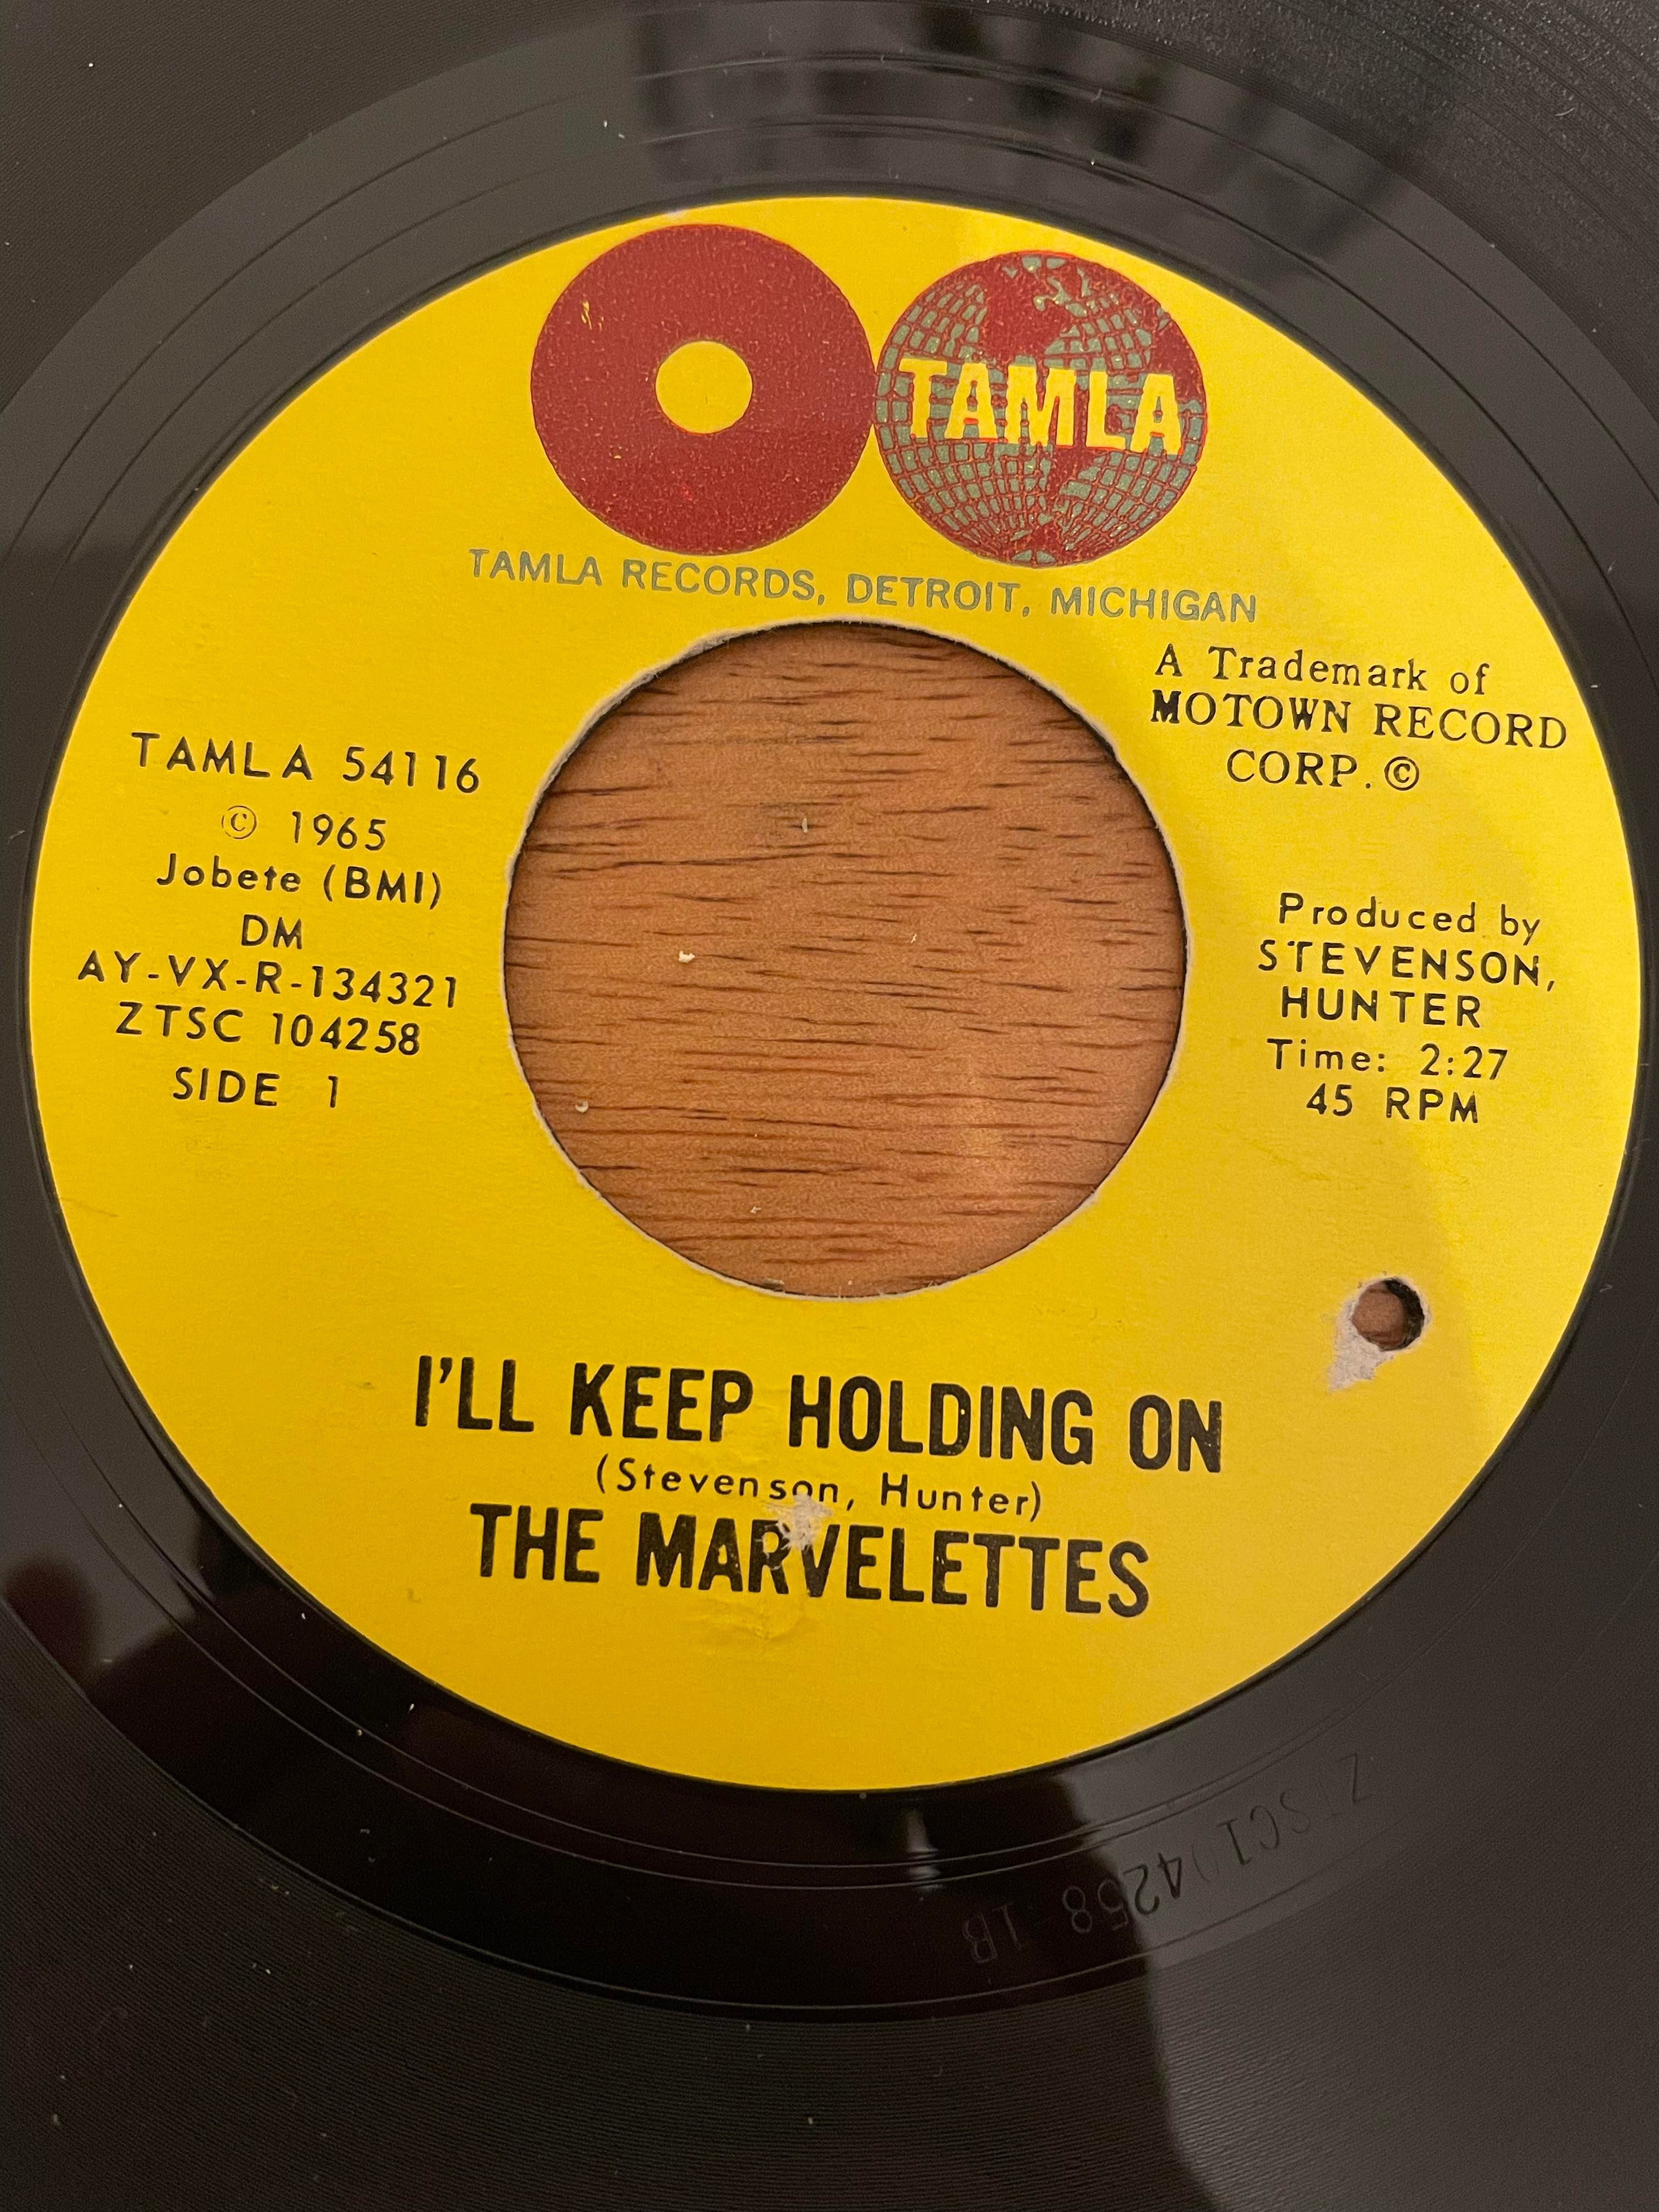 TAMLA
TAMLA RECORDS, DETROIT, MICHIGAN
A Trademark of
MOTOWN RECORD
CORP.©
TAMLA 54116
© 1965
Jobete (BMI)
DM
AY-VX-R-134321
ZTSC 104258
SIDE 1
Produced by
STEVENSON,
HUNTER
Time: 2:27
45 RPM
I'LL KEEP HOLDING ON
(Stevenson, Hunter)
THE MARVELETTES
ZTSC104258-1B